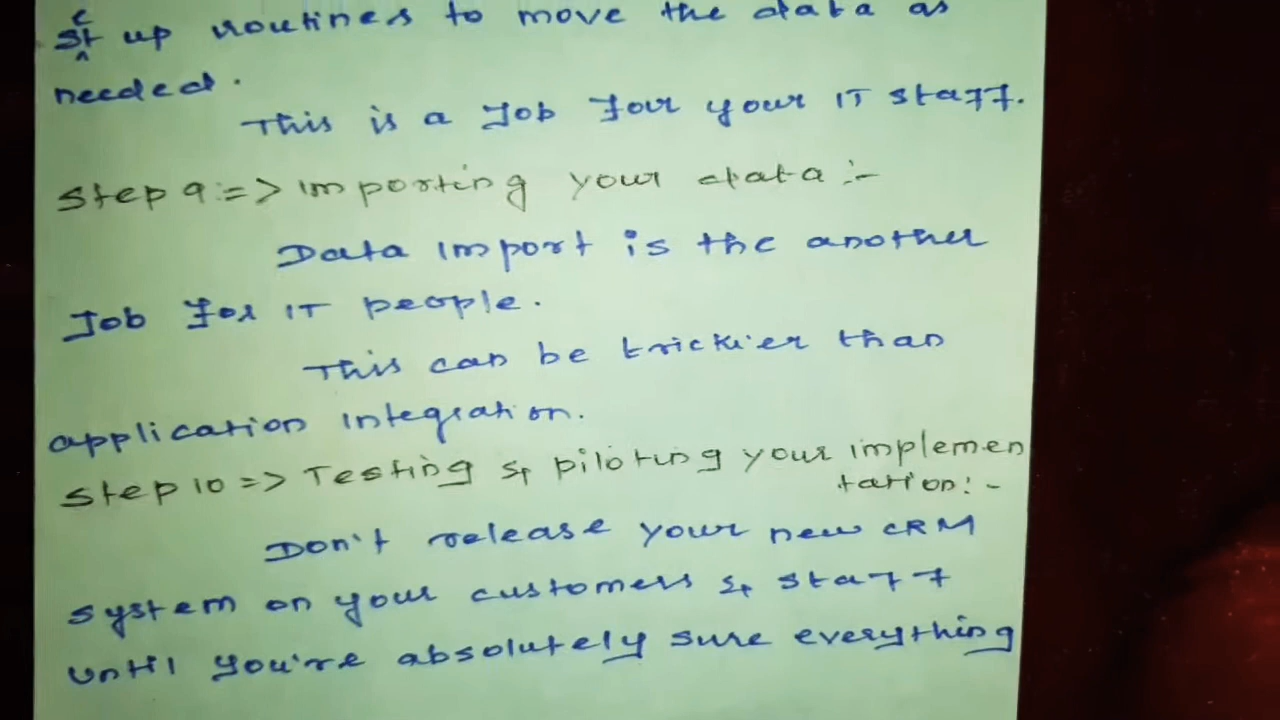 set up routines to move the data as
needed.
This is a Job for your IT staff.
Step 9:=> Importing your data :-
Data import is the another
Job for IT people.
This can be trickier than
application integration.
Step 10 => Testing & piloting your implemen
tation:-
Don't release your new CRM
system on your customers & staff
until you're absolutely sure everything